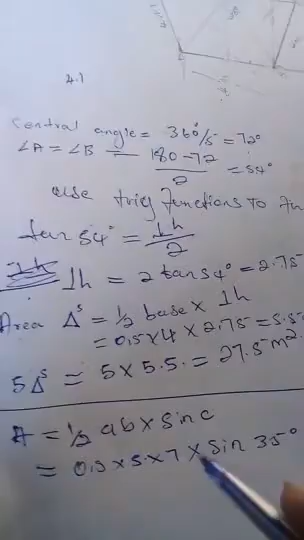 4.1
Central angle = 360°/5 = 72°
∠A = ∠B = 180-72/2 = 54°
use trig functions to
tan 54° = 1h/2
1h = 2 tan 54° = 2.75
Area Δˢ = 1/2 base × 1h
= 0.5 × 4 × 2.75 = 5.5
5Δˢ = 5 × 5.5 = 27.5 m²
A = 1/2 ab × sin c
= 0.5 × 5 × 7 × sin 35°